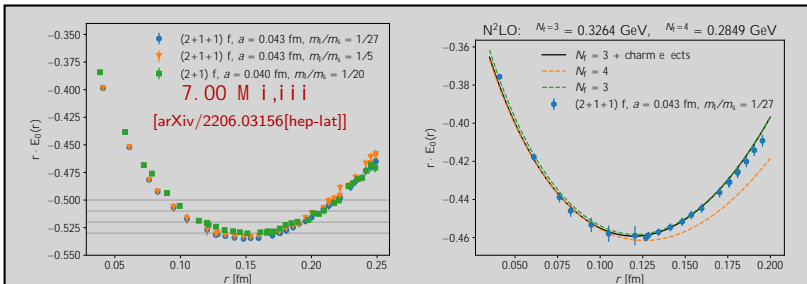 (2+1+1) f, a = 0.043 fm, mₗ/mₛ = 1/27
(2+1+1) f, a = 0.043 fm, mₗ/mₛ = 1/5
(2+1) f, a = 0.040 fm, mₗ/mₛ = 1/20
7.00 M i,iii
[arXiv/2206.03156[hep-lat]]
r · E₀(r)
−0.350
−0.375
−0.400
−0.425
−0.450
−0.475
−0.500
−0.525
−0.550
0.05
0.10
0.15
0.20
0.25
r [fm]
N²LO: Nf=3 = 0.3264 GeV, Nf=4 = 0.2849 GeV
Nf = 3 + charm e ects
Nf = 4
Nf = 3
(2+1+1) f, a = 0.043 fm, mₗ/mₛ = 1/27
r · E₀(r)
−0.36
−0.38
−0.40
−0.42
−0.44
−0.46
0.050
0.075
0.100
0.125
0.150
0.175
0.200
r [fm]